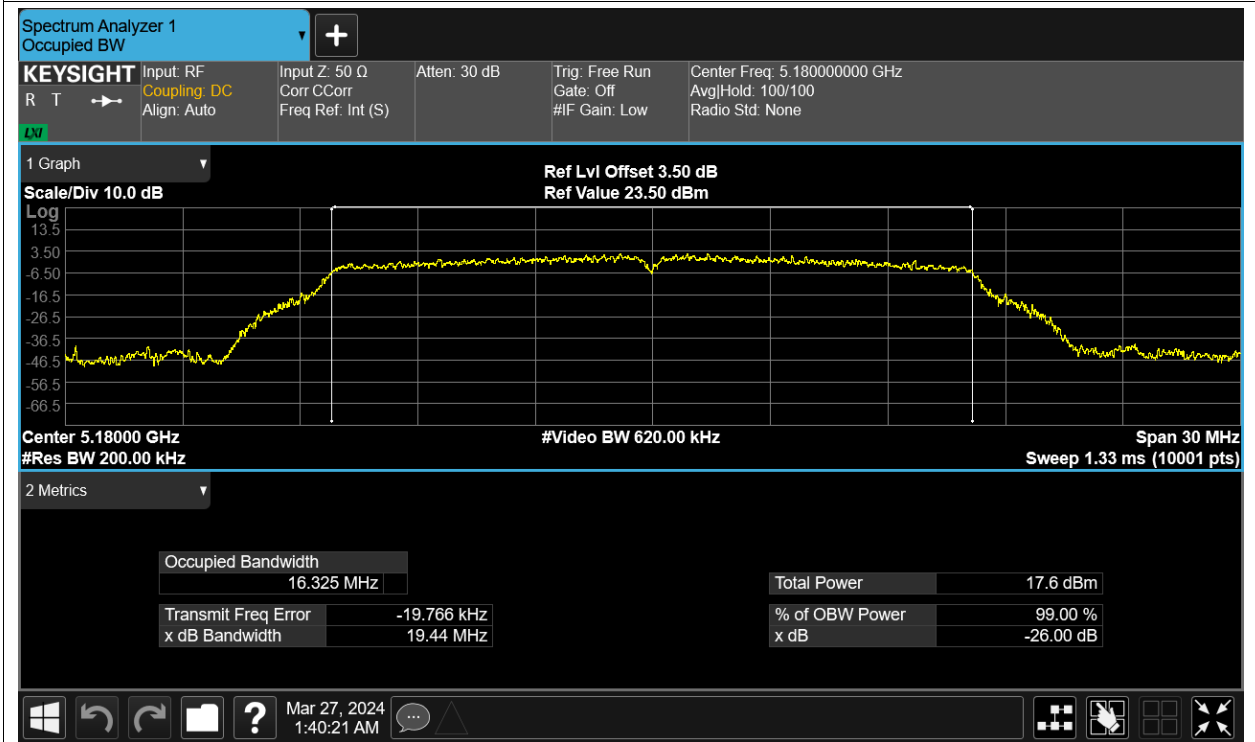 Spectrum Analyzer 1
Occupied BW
KEYSIGHT
R T
LXI
Input: RF
Coupling: DC
Align: Auto
Input Z: 50 Ω
Corr CCorr
Freq Ref: Int (S)
Atten: 30 dB
Trig: Free Run
Gate: Off
#IF Gain: Low
Center Freq: 5.180000000 GHz
Avg|Hold: 100/100
Radio Std: None
1 Graph
Scale/Div 10.0 dB
Ref Lvl Offset 3.50 dB
Ref Value 23.50 dBm
Log
13.5
3.50
-6.50
-16.5
-26.5
-36.5
-46.5
-56.5
-66.5
Center 5.18000 GHz
#Res BW 200.00 kHz
#Video BW 620.00 kHz
Span 30 MHz
Sweep 1.33 ms (10001 pts)
2 Metrics
Occupied Bandwidth
16.325 MHz
Transmit Freq Error -19.766 kHz
x dB Bandwidth 19.44 MHz
Total Power 17.6 dBm
% of OBW Power 99.00 %
x dB -26.00 dB
?
Mar 27, 2024
1:40:21 AM